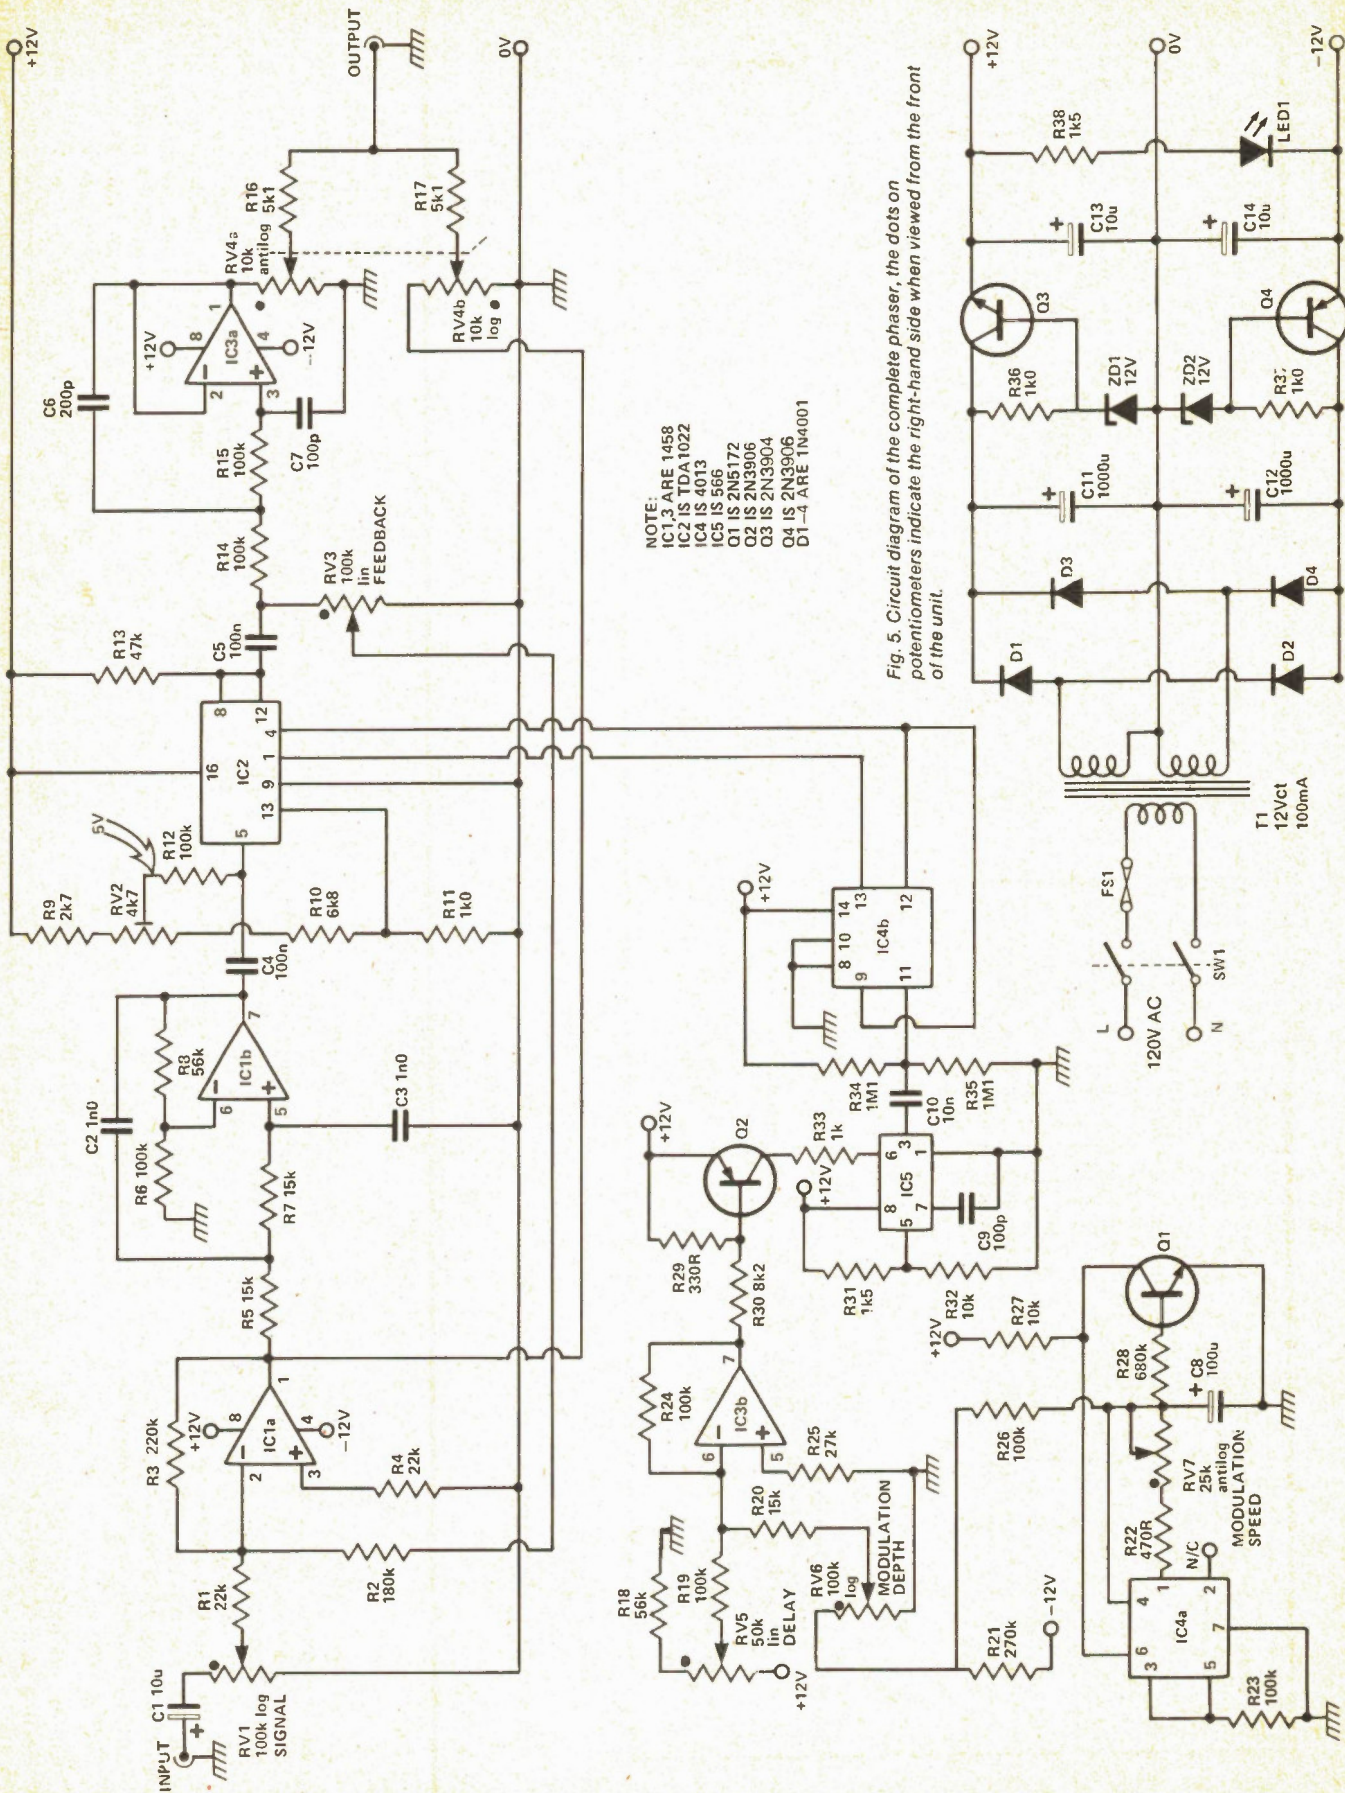 +12V
OUTPUT
0V
C6
200p
+12V
8
1
2
IC3a
3
4
-12V
RV4a
10k
antilog
R16
5k1
R17
5k1
RV4b
10k
log
R15
100k
C7
100p
R14
100k
RV3
100k
lin
FEEDBACK
R13
47k
C5
100n
8
12
16
IC2
4
1
9
13
5
5V
R12
100k
R9
2k7
RV2
4k7
R10
6k8
R11
1k0
C4
100n
C2 1n0
R8
56k
R6 100k
6
IC1b
7
5
C3 1n0
R7 15k
R5 15k
R3 220k
+12V
8
2
IC1a
1
3
4
-12V
R4
22k
R1
22k
R2
180k
C1 10u
INPUT
RV1
100k log
SIGNAL
NOTE:
IC1,3 ARE 1458
IC2 IS TDA1022
IC4 IS 4013
IC5 IS 566
Q1 IS 2N5172
Q2 IS 2N3906
Q3 IS 2N3904
Q4 IS 2N3906
D1–4 ARE 1N4001
+12V
14
10
8
9
IC4b
13
12
11
R34
1M1
C10
10n
R35
1M1
+12V
Q2
R33
1k
+12V
6
3
1
8
IC5
7
5
C9
100p
R29
330R
R30 8k2
R31
1k5
R32
10k
R24
100k
7
IC3b
6
5
R25
27k
R20
15k
R18
56k
R19
100k
RV5
50k
lin
DELAY
+12V
RV6
100k
log
MODULATION
DEPTH
R21
270k
-12V
+12V
R27
10k
R26
100k
Q1
R28
680k
C8
100u
RV7
25k
antilog
MODULATION
SPEED
R22
470R
N/C
4
1
2
6
IC4a
3
5
7
R23
100k
Fig. 5. Circuit diagram of the complete phaser, the dots on
potentiometers indicate the right-hand side when viewed from the front
of the unit.
+12V
0V
-12V
R38
1k5
LED1
C13
10u
C14
10u
Q3
Q4
R36
1k0
ZD1
12V
ZD2
12V
1k0
C11
1000u
C12
1000u
D3
D4
D1
D2
T1
12Vct
100mA
FS1
SW1
L
120V AC
N